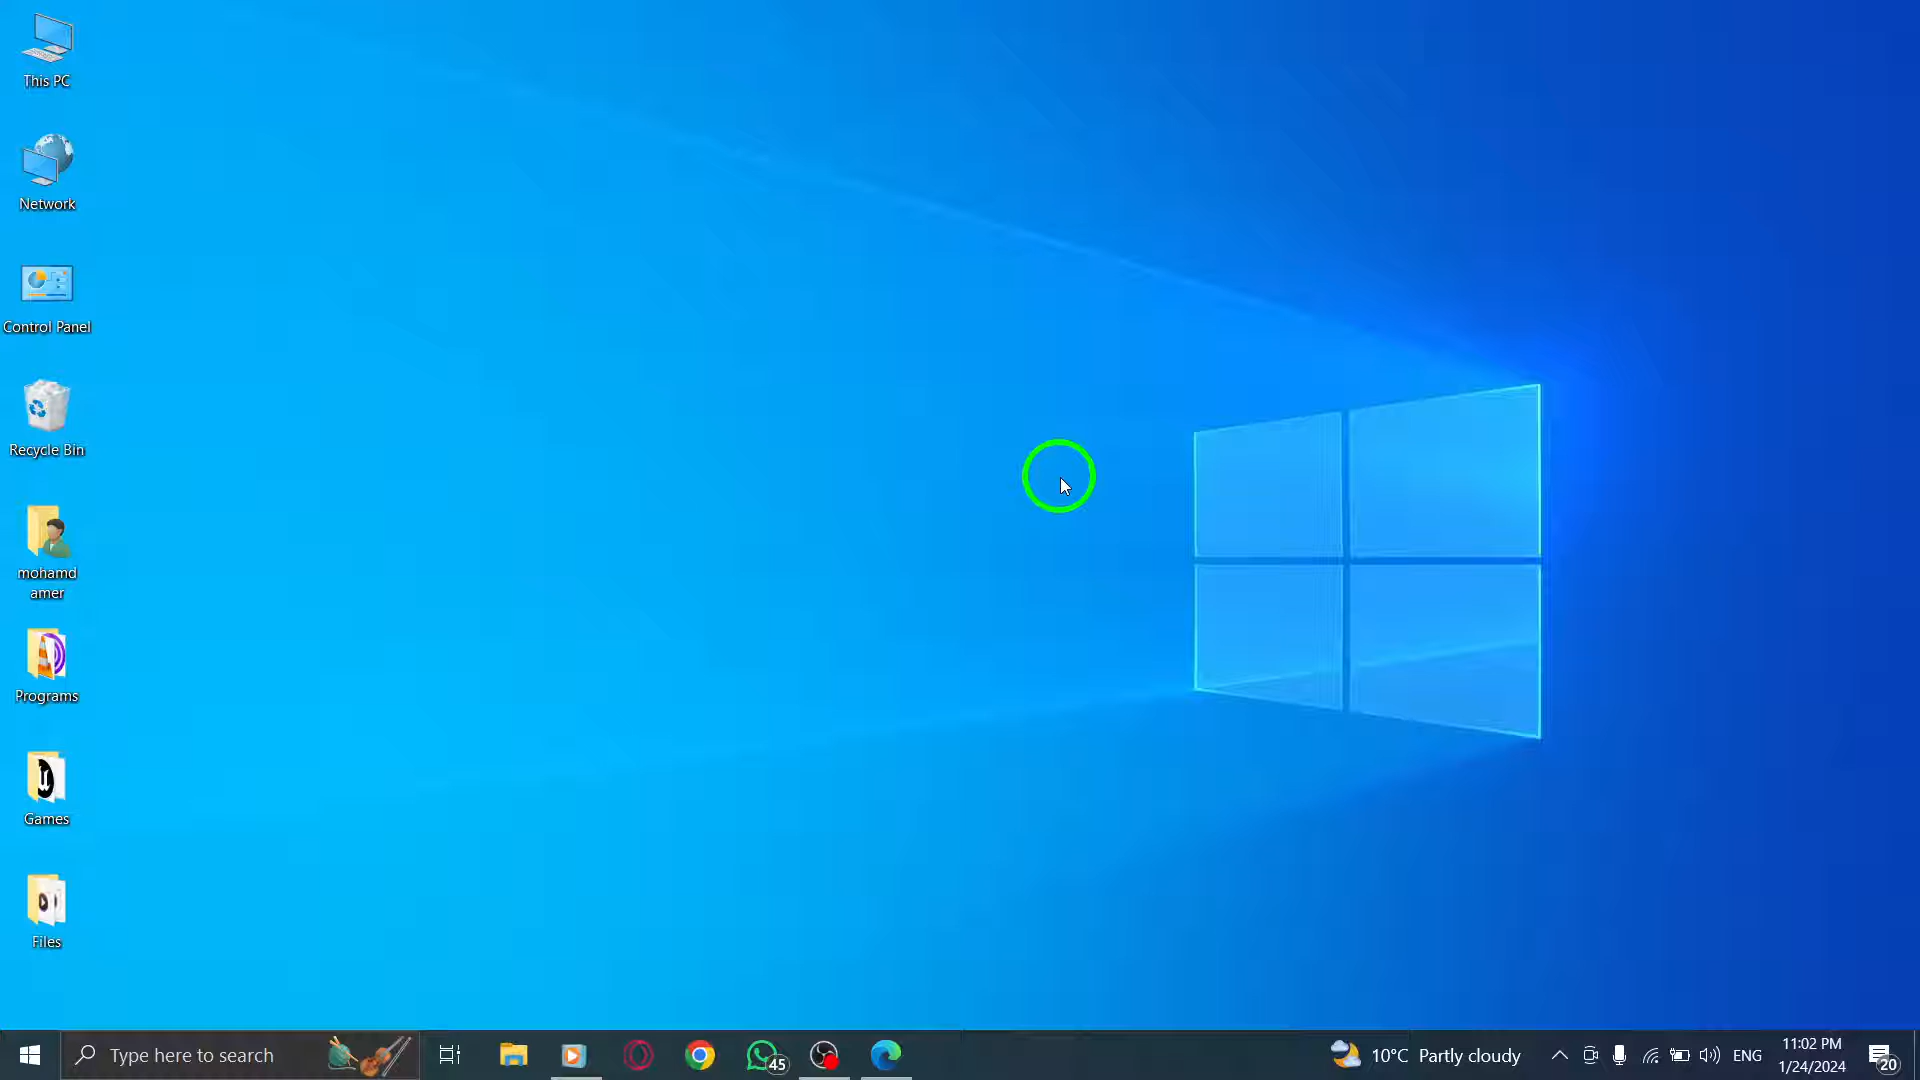 This PC
Network
Control Panel
Recycle Bin
mohamd
amer
Programs
Games
Files
Type here to search
45
10°C Partly cloudy
ENG
11:02 PM
1/24/2024
20